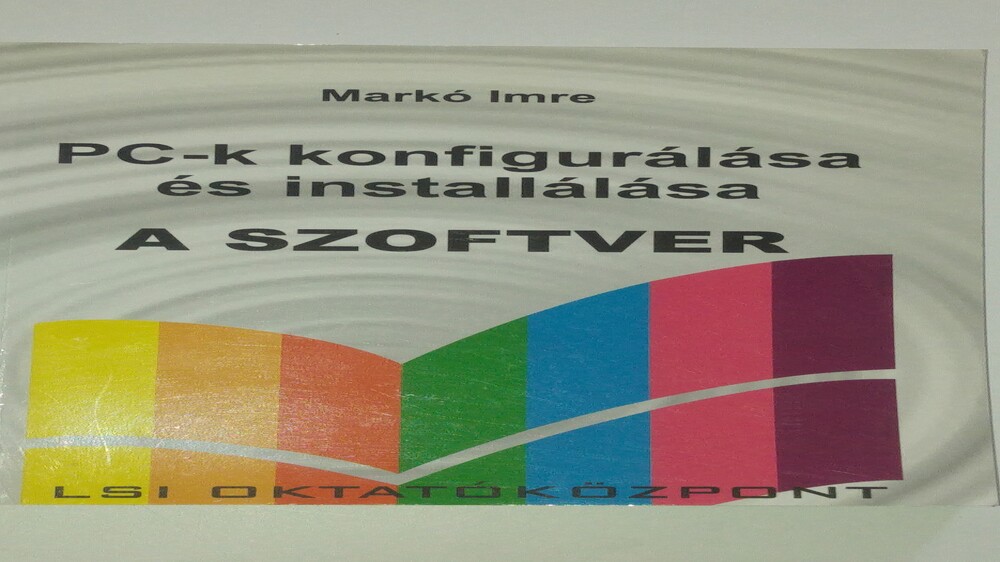 Markó Imre
PC-k konfigurálása
és installálása
A SZOFTVER
LSI OKTATÓKÖZPONT